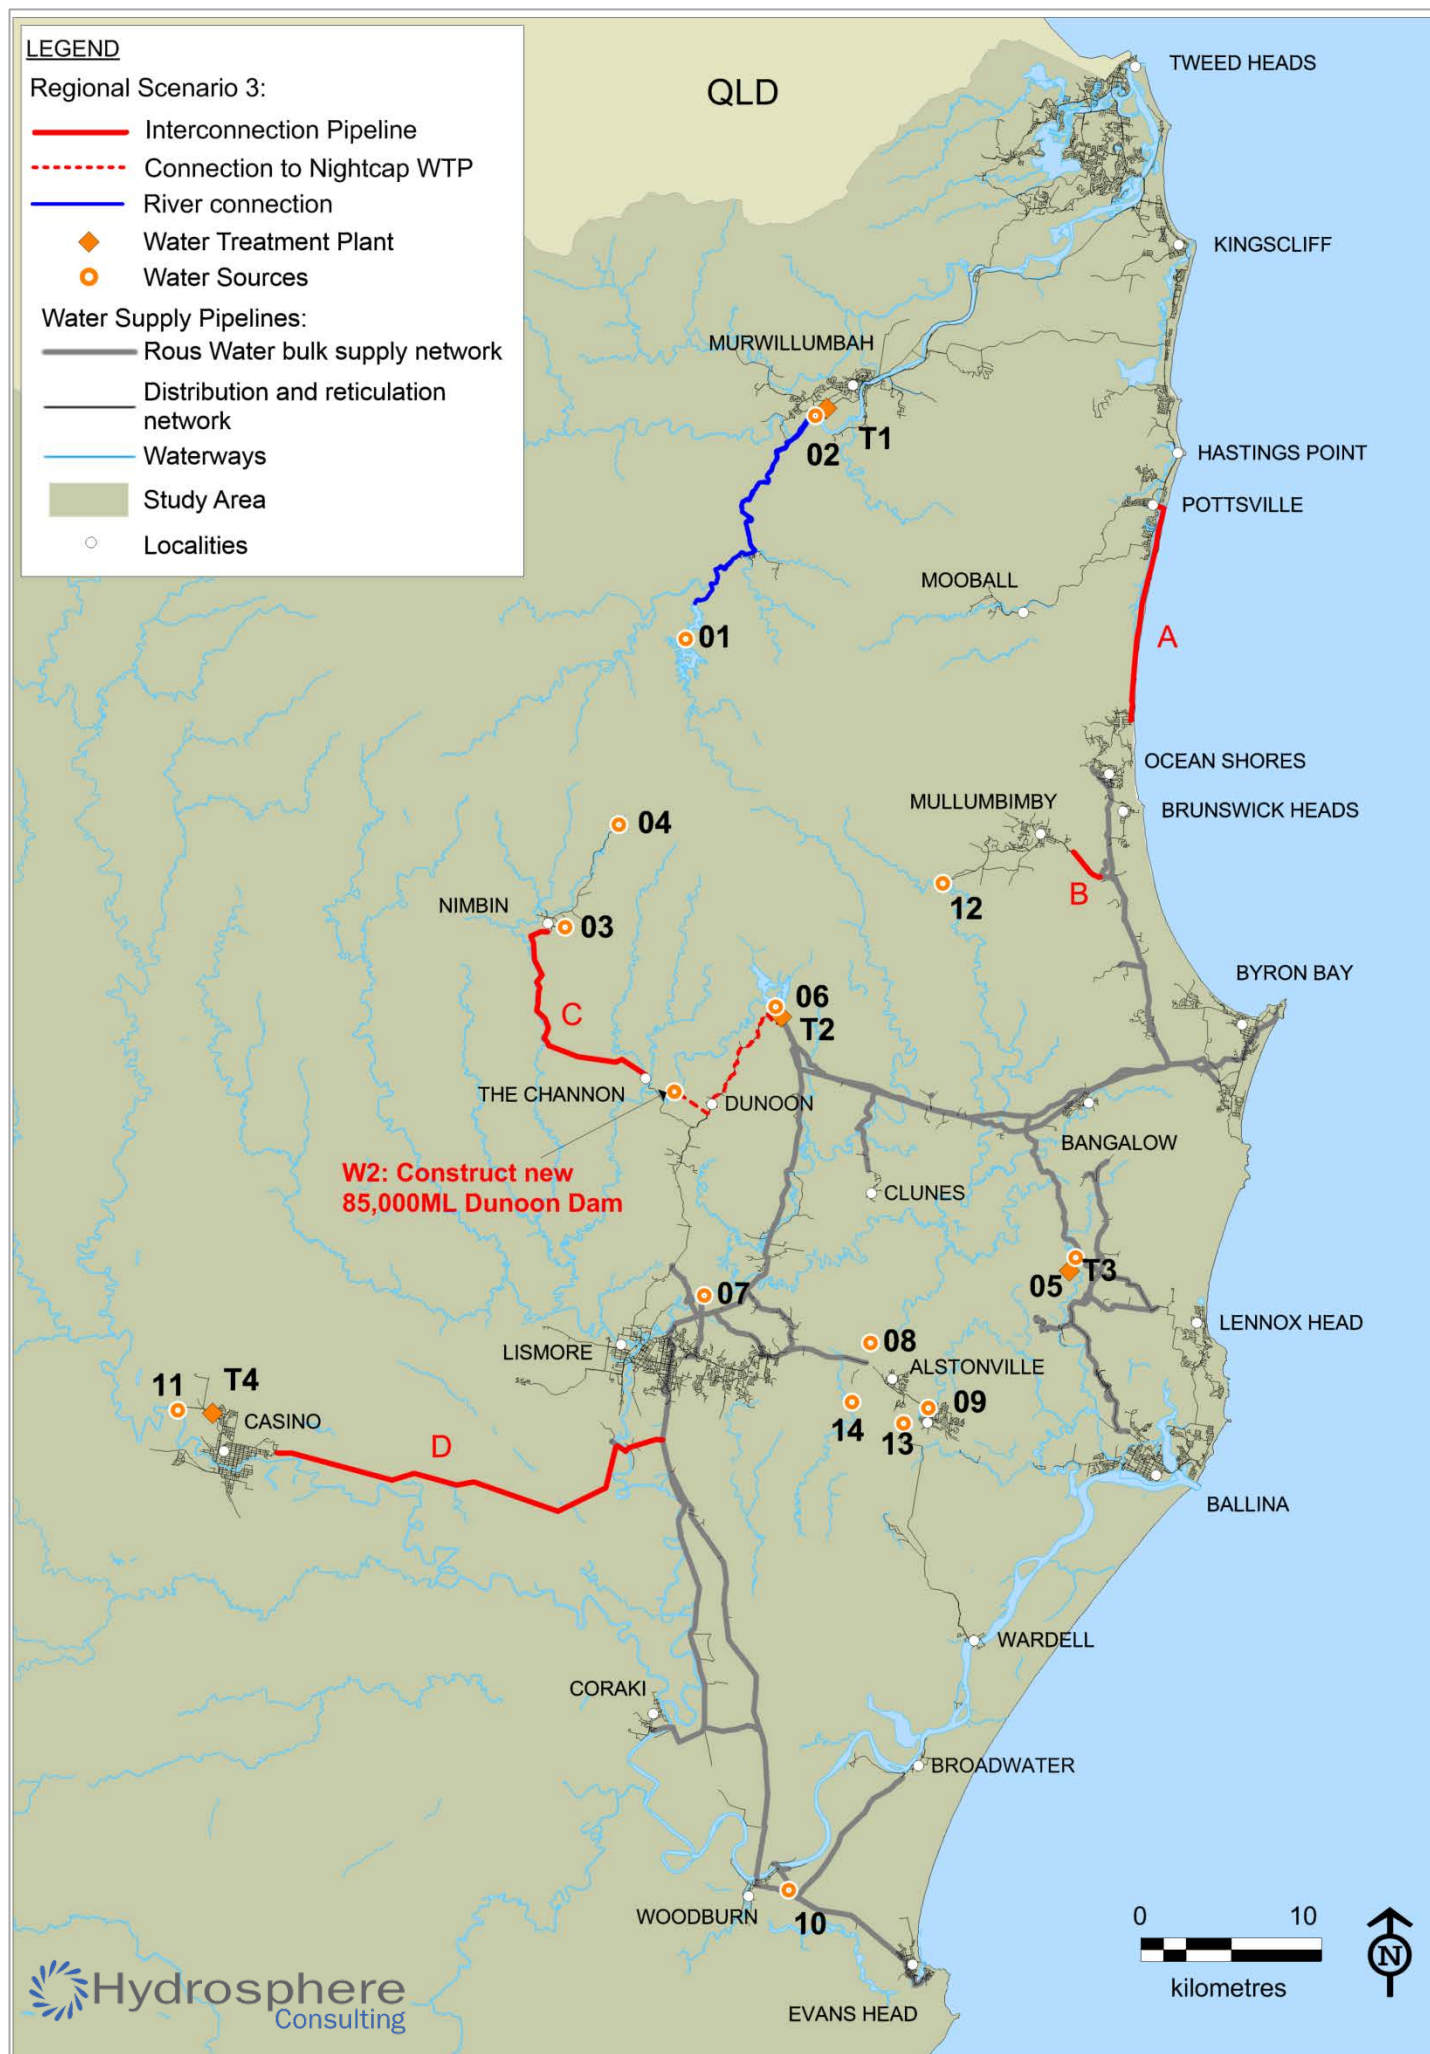 LEGEND
Regional Scenario 3:
Interconnection Pipeline
Connection to Nightcap WTP
River connection
Water Treatment Plant
Water Sources
Water Supply Pipelines:
Rous Water bulk supply network
Distribution and reticulation
network
Waterways
Study Area
Localities
QLD
TWEED HEADS
KINGSCLIFF
MURWILLUMBAH
02
T1
HASTINGS POINT
POTTSVILLE
MOOBALL
01
A
OCEAN SHORES
MULLUMBIMBY
BRUNSWICK HEADS
04
B
12
NIMBIN
03
BYRON BAY
06
C
T2
THE CHANNON
DUNOON
BANGALOW
W2: Construct new
85,000ML Dunoon Dam
CLUNES
T3
05
07
LENNOX HEAD
08
LISMORE
ALSTONVILLE
11
T4
09
CASINO
14
13
D
BALLINA
WARDELL
CORAKI
BROADWATER
WOODBURN
10
0 10
kilometres
N
EVANS HEAD
Hydrosphere
Consulting